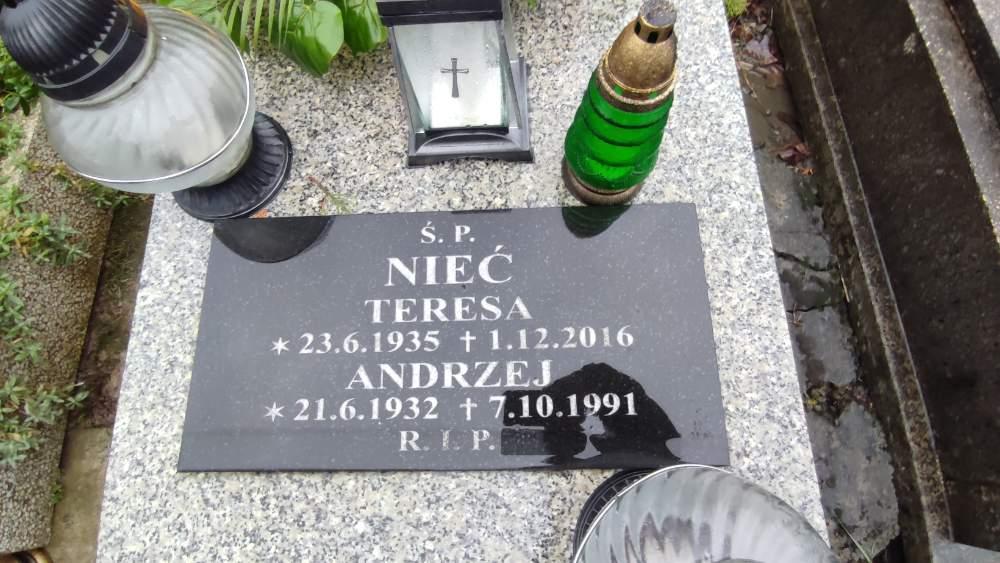 Ś. P.
NIEĆ
TERESA
* 23.6.1935 † 1.12.2016
ANDRZEJ
* 21.6.1932 † 7.10.1991
R. I. P.